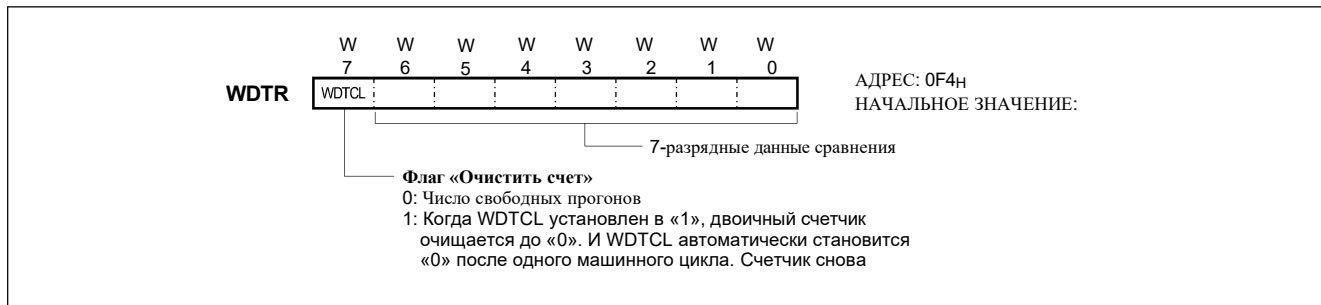 W W W W W W W W
7 6 5 4 3 2 1 0
WDTR WDTCL
АДРЕС: 0F4H
НАЧАЛЬНОЕ ЗНАЧЕНИЕ:
7-разрядные данные сравнения
Флаг «Очистить счет»
0: Число свободных прогонов
1: Когда WDTCL установлен в «1», двоичный счетчик
очищается до «0». И WDTCL автоматически становится
«0» после одного машинного цикла. Счетчик снова